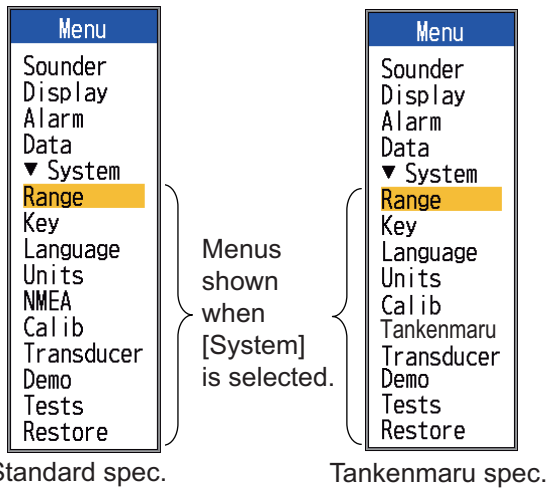 Menu
Sounder
Display
Alarm
Data
▼ System
Range
Key
Language
Units
NMEA
Calib
Transducer
Demo
Tests
Restore
Standard spec.
Menus
shown
when
[System]
is selected.
Menu
Sounder
Display
Alarm
Data
▼ System
Range
Key
Language
Units
Calib
Tankenmaru
Transducer
Demo
Tests
Restore
Tankenmaru spec.